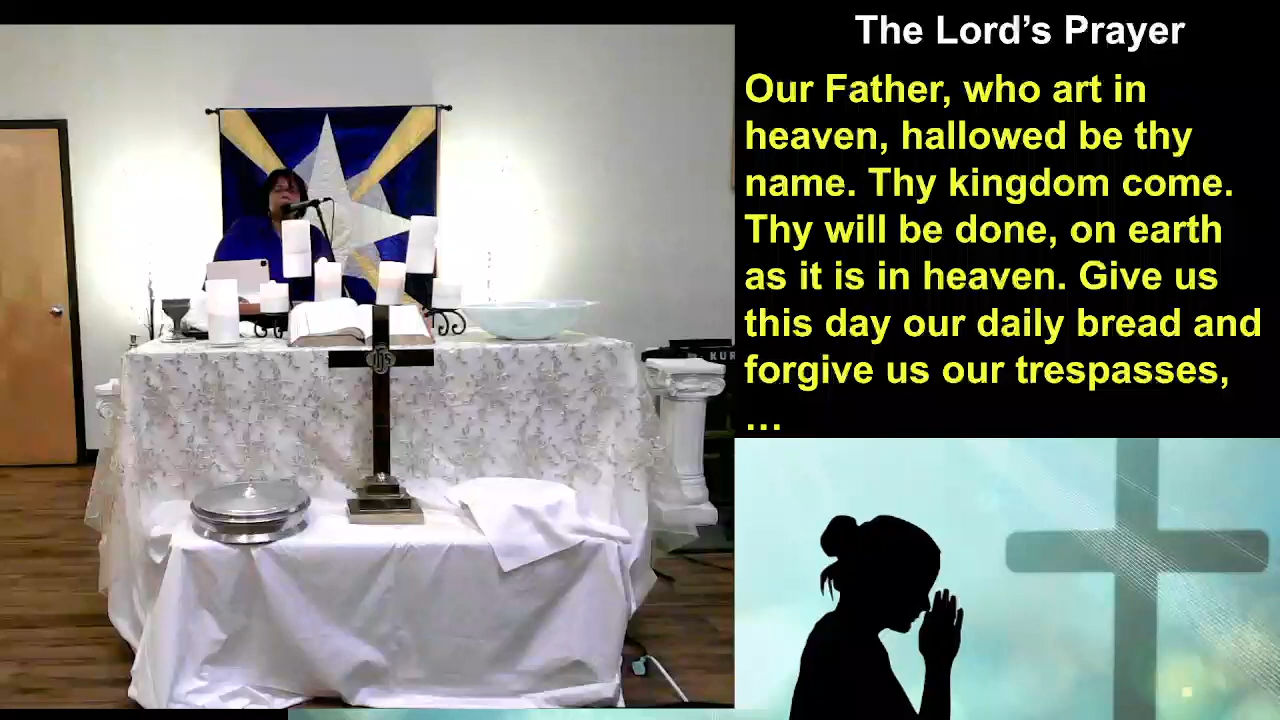 The Lord’s Prayer
Our Father, who art in
heaven, hallowed be thy
name. Thy kingdom come.
Thy will be done, on earth
as it is in heaven. Give us
this day our daily bread and
forgive us our trespasses,
…
IHS
KUR